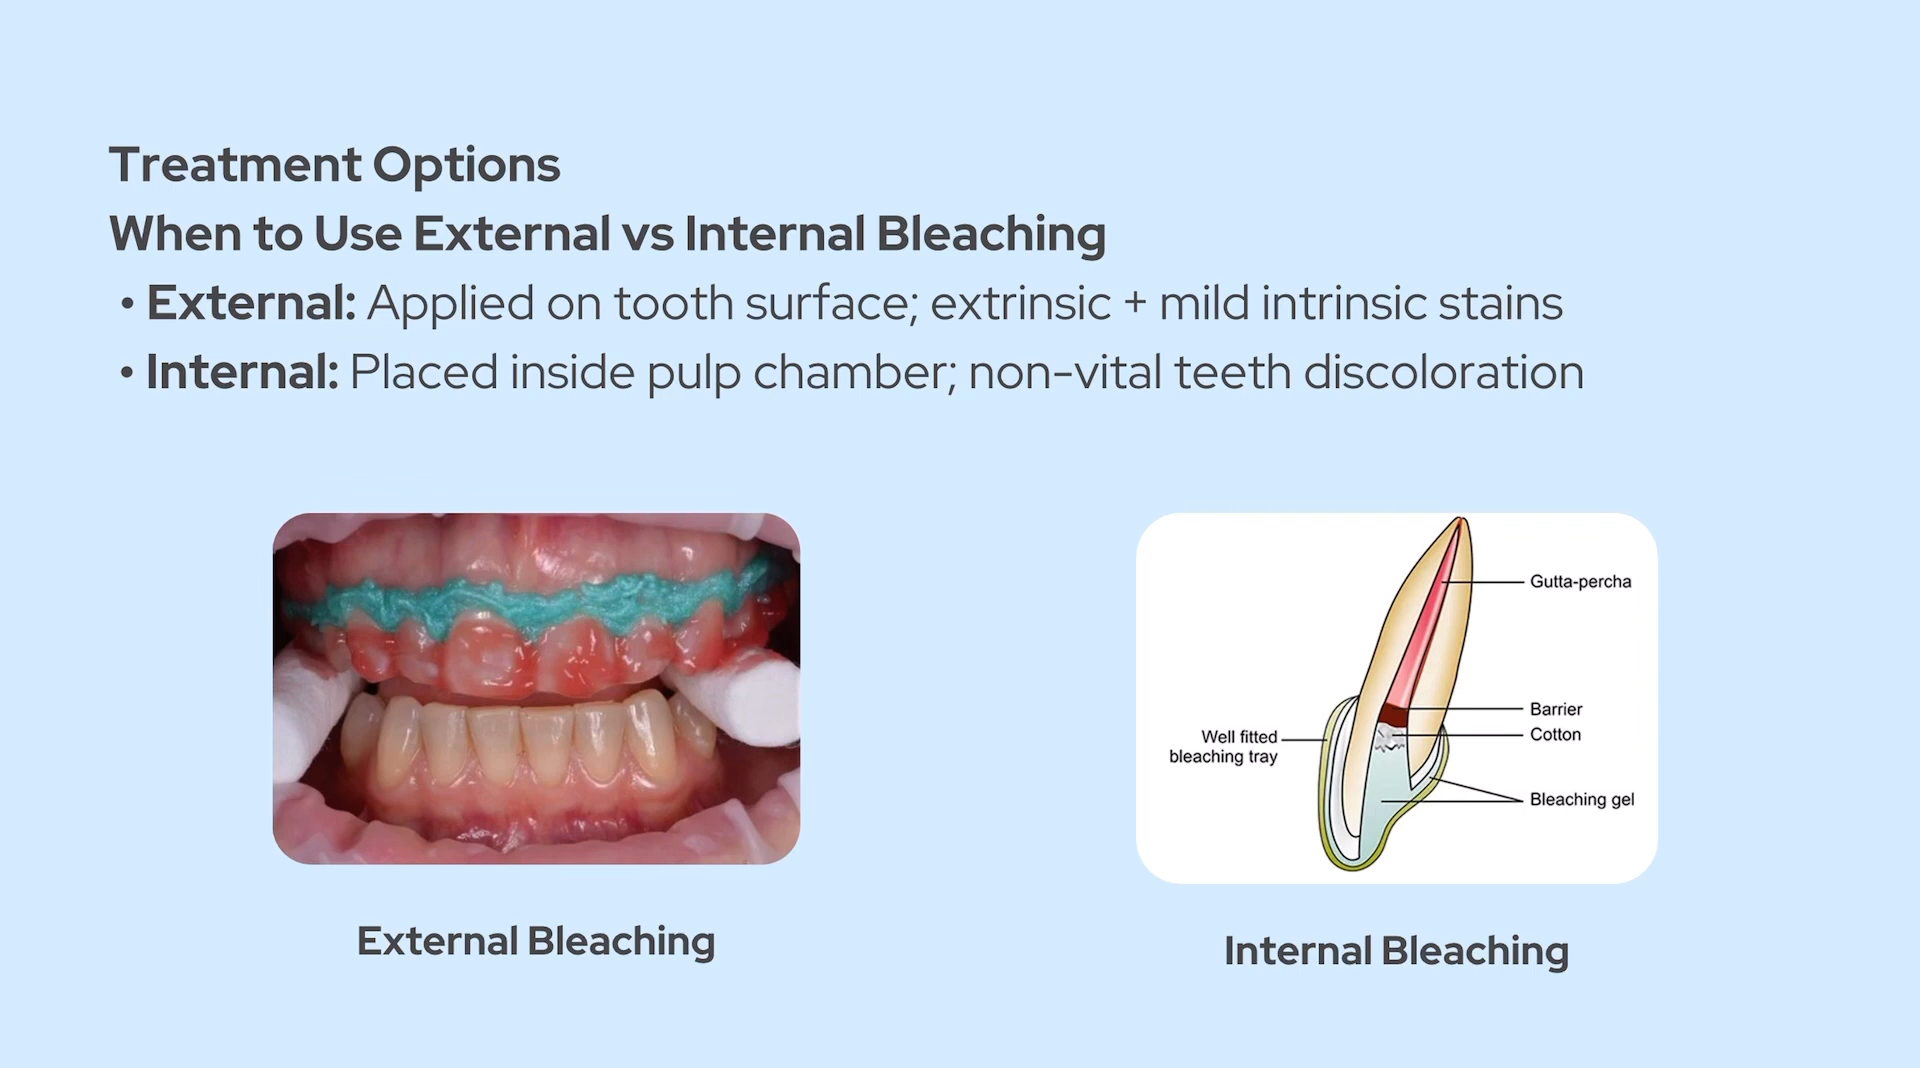 Treatment Options
When to Use External vs Internal Bleaching
• External: Applied on tooth surface; extrinsic + mild intrinsic stains
• Internal: Placed inside pulp chamber; non-vital teeth discoloration
Gutta-percha
Barrier
Cotton
Well fitted
bleaching tray
Bleaching gel
External Bleaching
Internal Bleaching